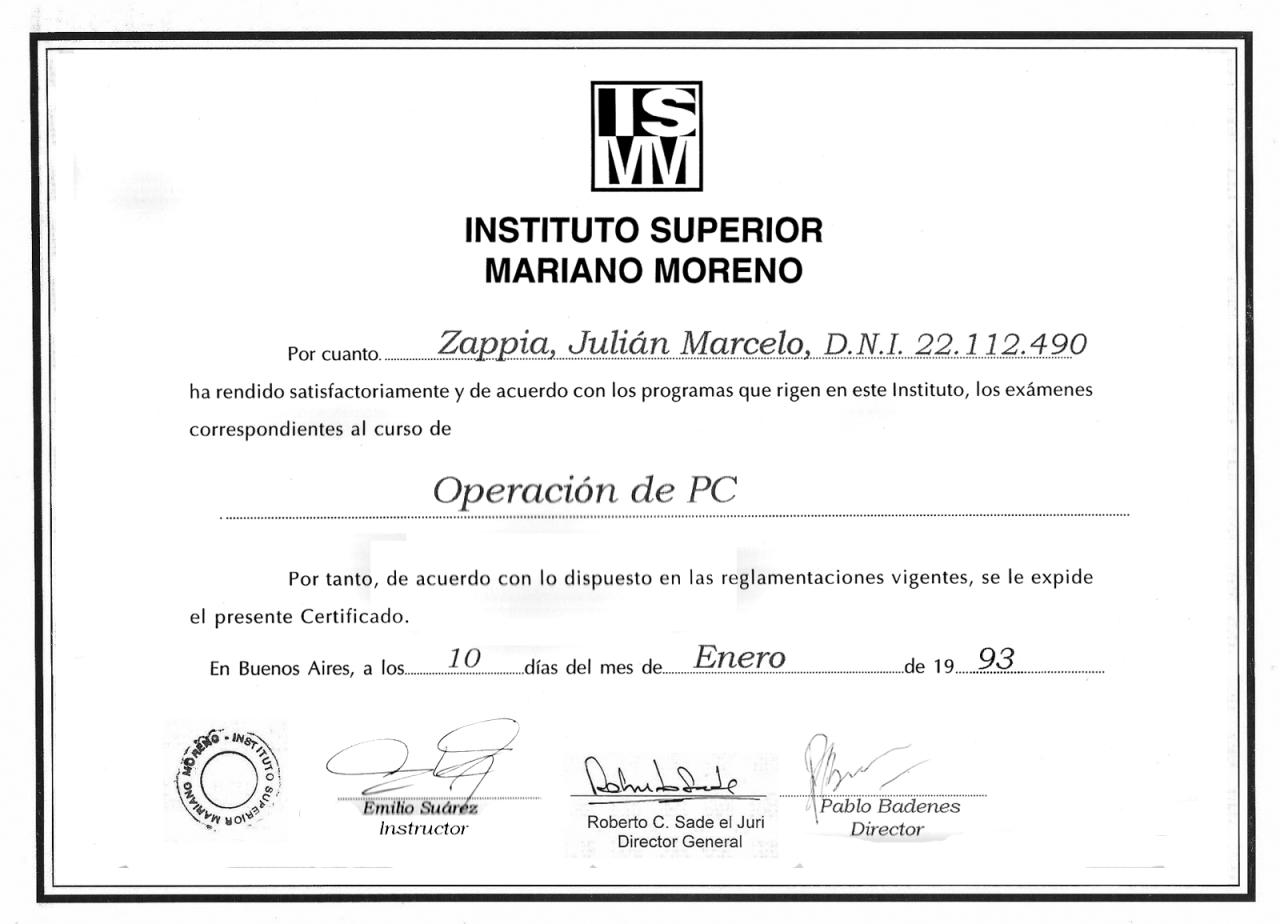 IS
MM
INSTITUTO SUPERIOR
MARIANO MORENO
Por cuanto. Zappia, Julián Marcelo, D.N.I. 22.112.490
ha rendido satisfactoriamente y de acuerdo con los programas que rigen en este Instituto, los exámenes
correspondientes al curso de
Operación de PC
Por tanto, de acuerdo con lo dispuesto en las reglamentaciones vigentes, se le expide
el presente Certificado.
En Buenos Aires, a los 10 días del mes de Enero de 19 93
INSTITUTO SUPERIOR MARIANO MORENO
Emilio Suárez
Instructor
Roberto C. Sade el Juri
Director General
Pablo Badenes
Director